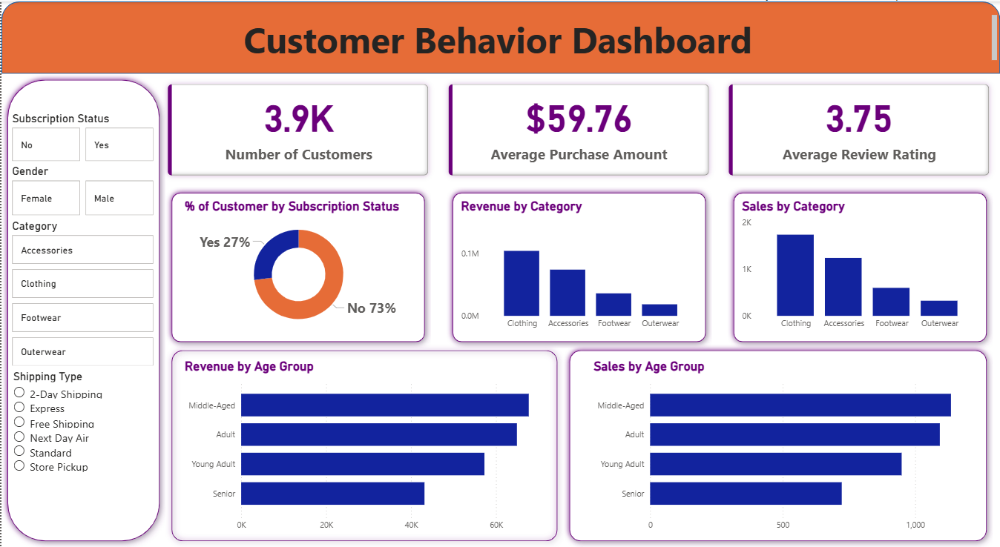 Customer Behavior Dashboard
Subscription Status
No
Yes
Gender
Female
Male
Category
Accessories
Clothing
Footwear
Outerwear
Shipping Type
2-Day Shipping
Express
Free Shipping
Next Day Air
Standard
Store Pickup
3.9K
Number of Customers
$59.76
Average Purchase Amount
3.75
Average Review Rating
% of Customer by Subscription Status
Yes 27%
No 73%
Revenue by Category
0.1M
0.0M
Clothing
Accessories
Footwear
Outerwear
Sales by Category
2K
1K
0K
Clothing
Accessories
Footwear
Outerwear
Revenue by Age Group
Middle-Aged
Adult
Young Adult
Senior
0K
20K
40K
60K
Sales by Age Group
Middle-Aged
Adult
Young Adult
Senior
0
500
1,000